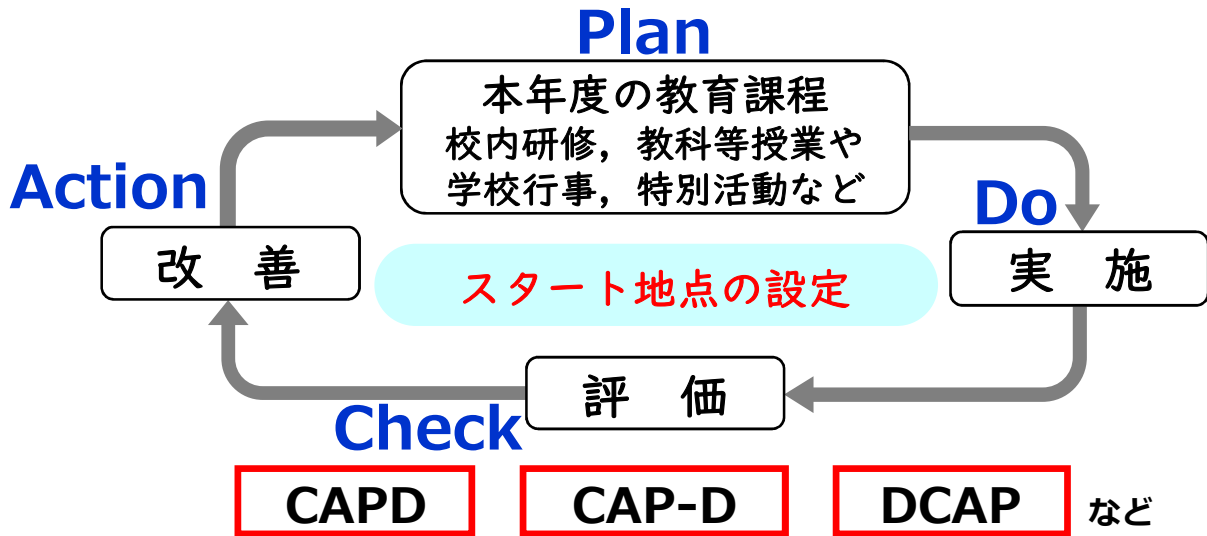 Plan
本年度の教育課程
校内研修，教科等授業や
学校行事，特別活動など
Action
Do
改　善
スタート地点の設定
実　施
評　価
Check
CAPD
CAP-D
DCAP
など